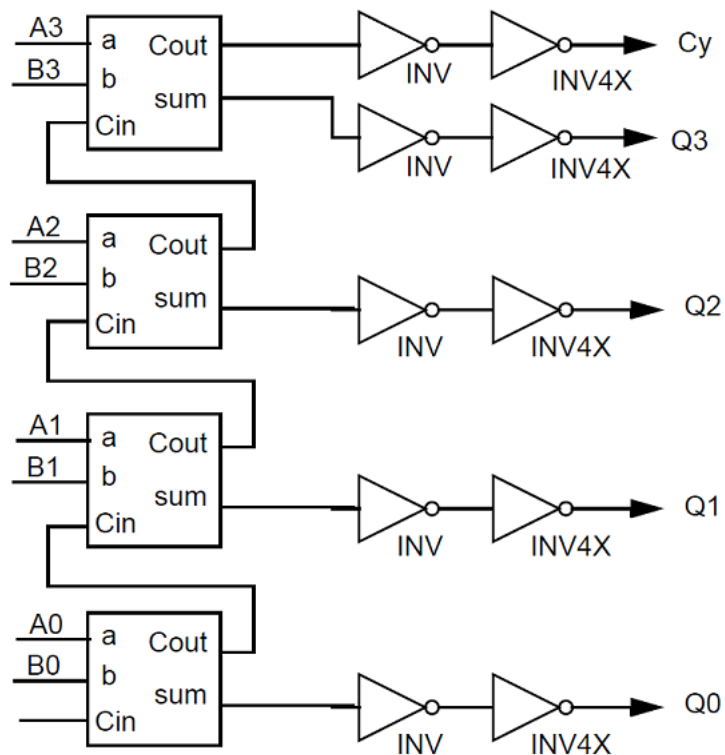 A3 a Cout INV INV4X Cy
B3 b sum
Cin INV INV4X Q3
A2 a Cout
B2 b sum INV INV4X Q2
Cin
A1 a Cout
B1 b sum INV INV4X Q1
Cin
A0 a Cout
B0 b sum INV INV4X Q0
Cin